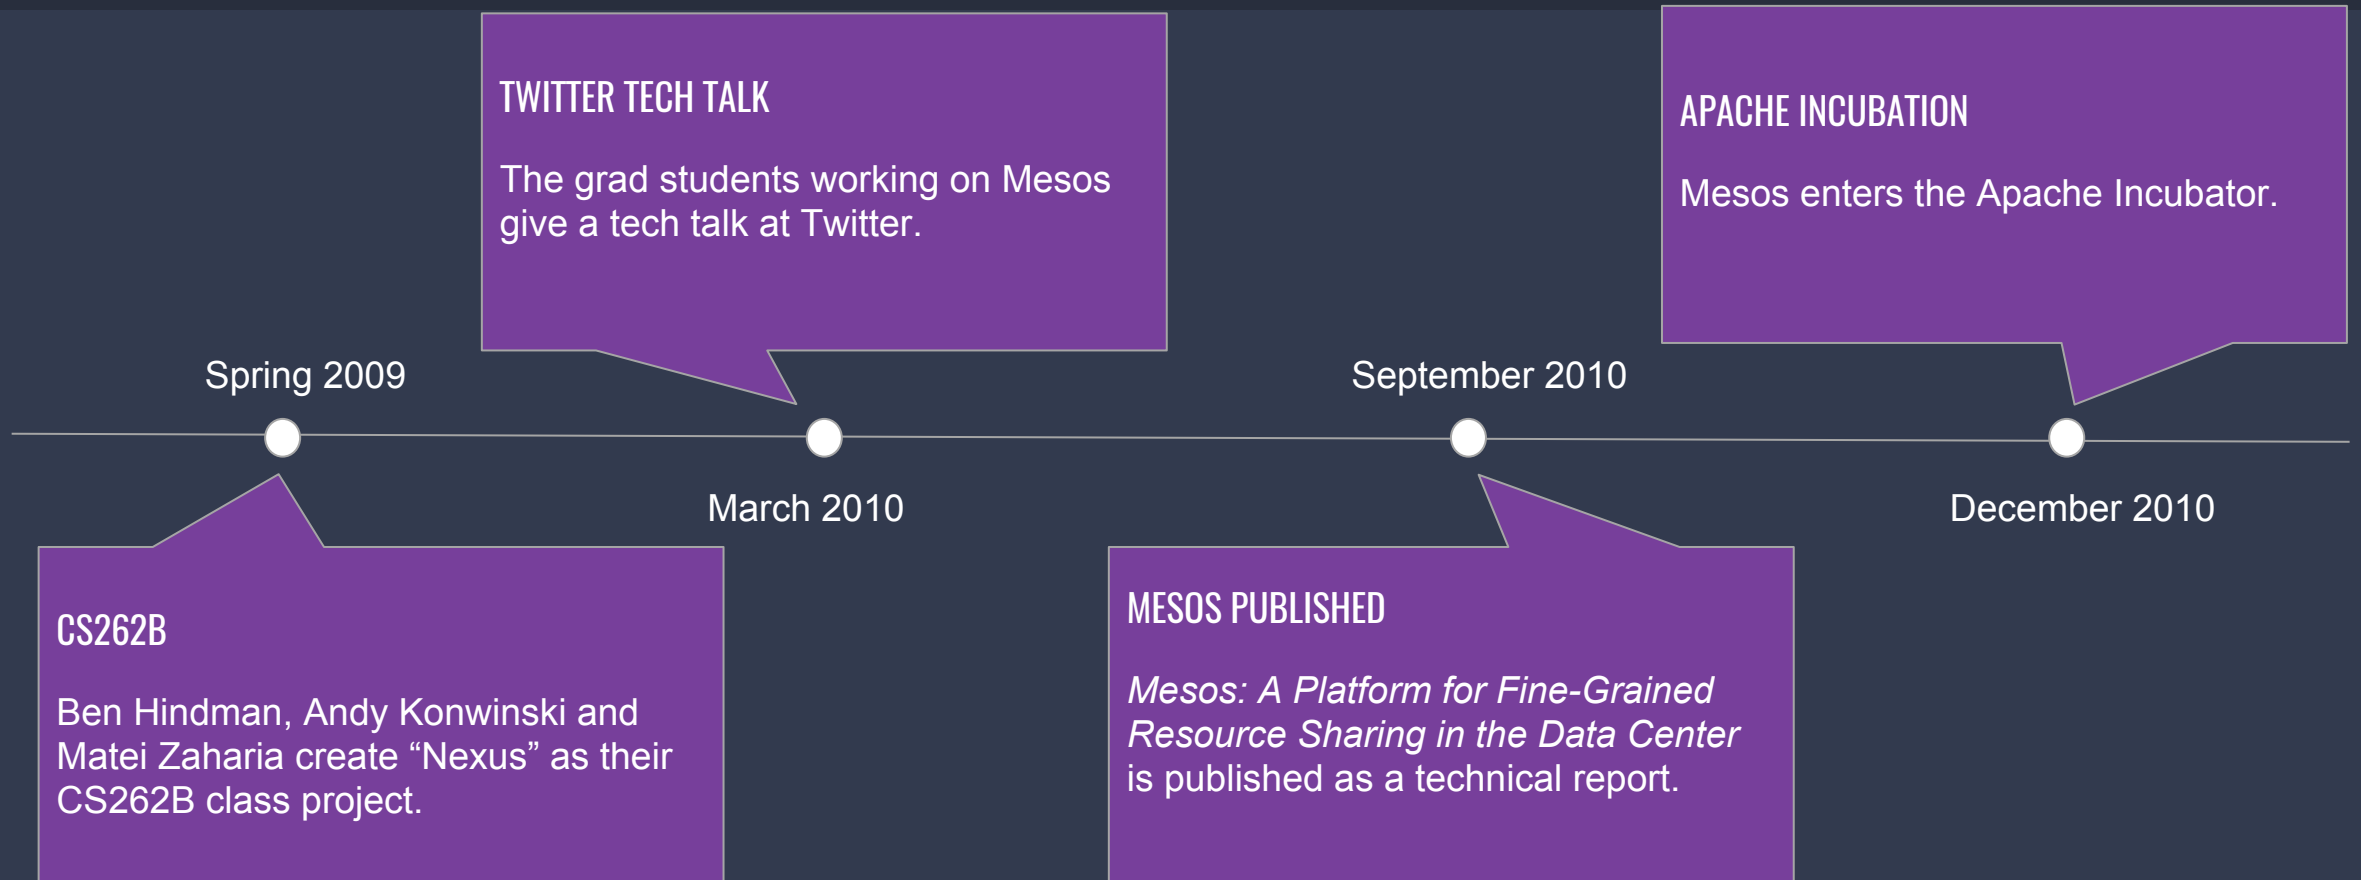 TWITTER TECH TALK
The grad students working on Mesos
give a tech talk at Twitter.
APACHE INCUBATION
Mesos enters the Apache Incubator.
Spring 2009
September 2010
March 2010
December 2010
CS262B
Ben Hindman, Andy Konwinski and
Matei Zaharia create “Nexus” as their
CS262B class project.
MESOS PUBLISHED
Mesos: A Platform for Fine-Grained
Resource Sharing in the Data Center
is published as a technical report.